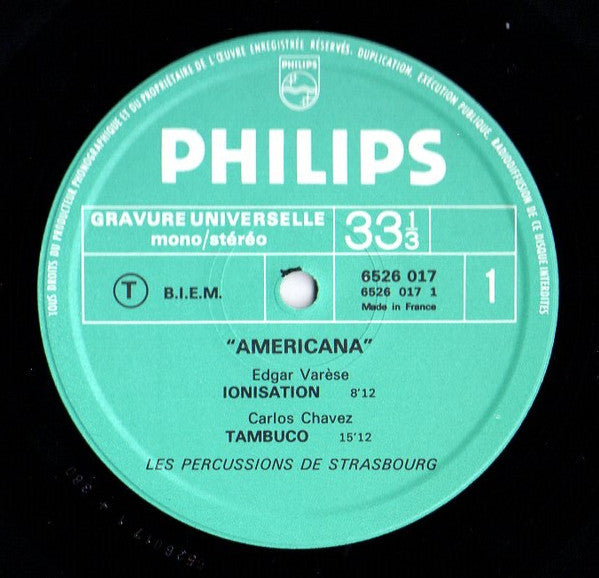 TOUS DROITS DU PRODUCTEUR PHONOGRAPHIQUE ET DU PROPRIÉTAIRE DE L'ŒUVRE ENREGISTRÉE RÉSERVÉS. DUPLICATION, EXÉCUTION PUBLIQUE, RADIODIFFUSION DE CE DISQUE INTERDITES
PHILIPS
PHILIPS
GRAVURE UNIVERSELLE
mono/stéréo
33 1/3
T B.I.E.M.
6526 017
6526 017 1
Made in France
1
"AMERICANA"
Edgar Varèse
IONISATION 8'12
Carlos Chavez
TAMBUCO 15'12
LES PERCUSSIONS DE STRASBOURG